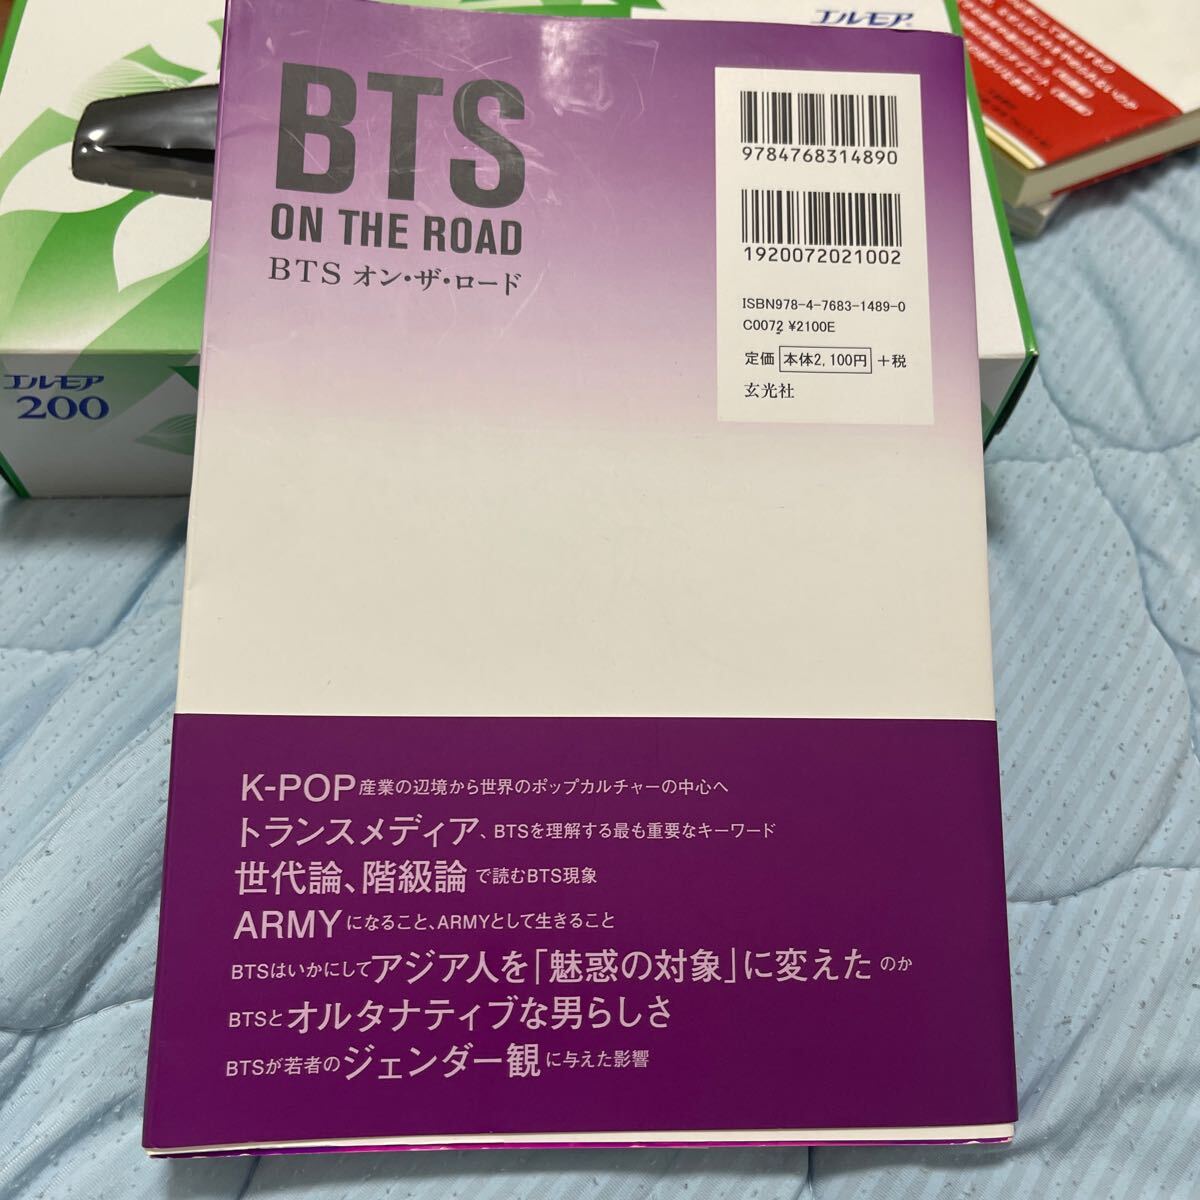 エルモア
BTS
ON THE ROAD
BTS オン・ザ・ロード
9784768314890
1920072021002
ISBN978-4-7683-1489-0
C0072 ¥2100E
定価 本体2,100円 +税
玄光社
エルモア
200
K-POP産業の辺境から世界のポップカルチャーの中心へ
トランスメディア、BTSを理解する最も重要なキーワード
世代論、階級論で読むBTS現象
ARMYになること、ARMYとして生きること
BTSはいかにしてアジア人を「魅惑の対象」に変えたのか
BTSとオルタナティブな男らしさ
BTSが若者のジェンダー観に与えた影響